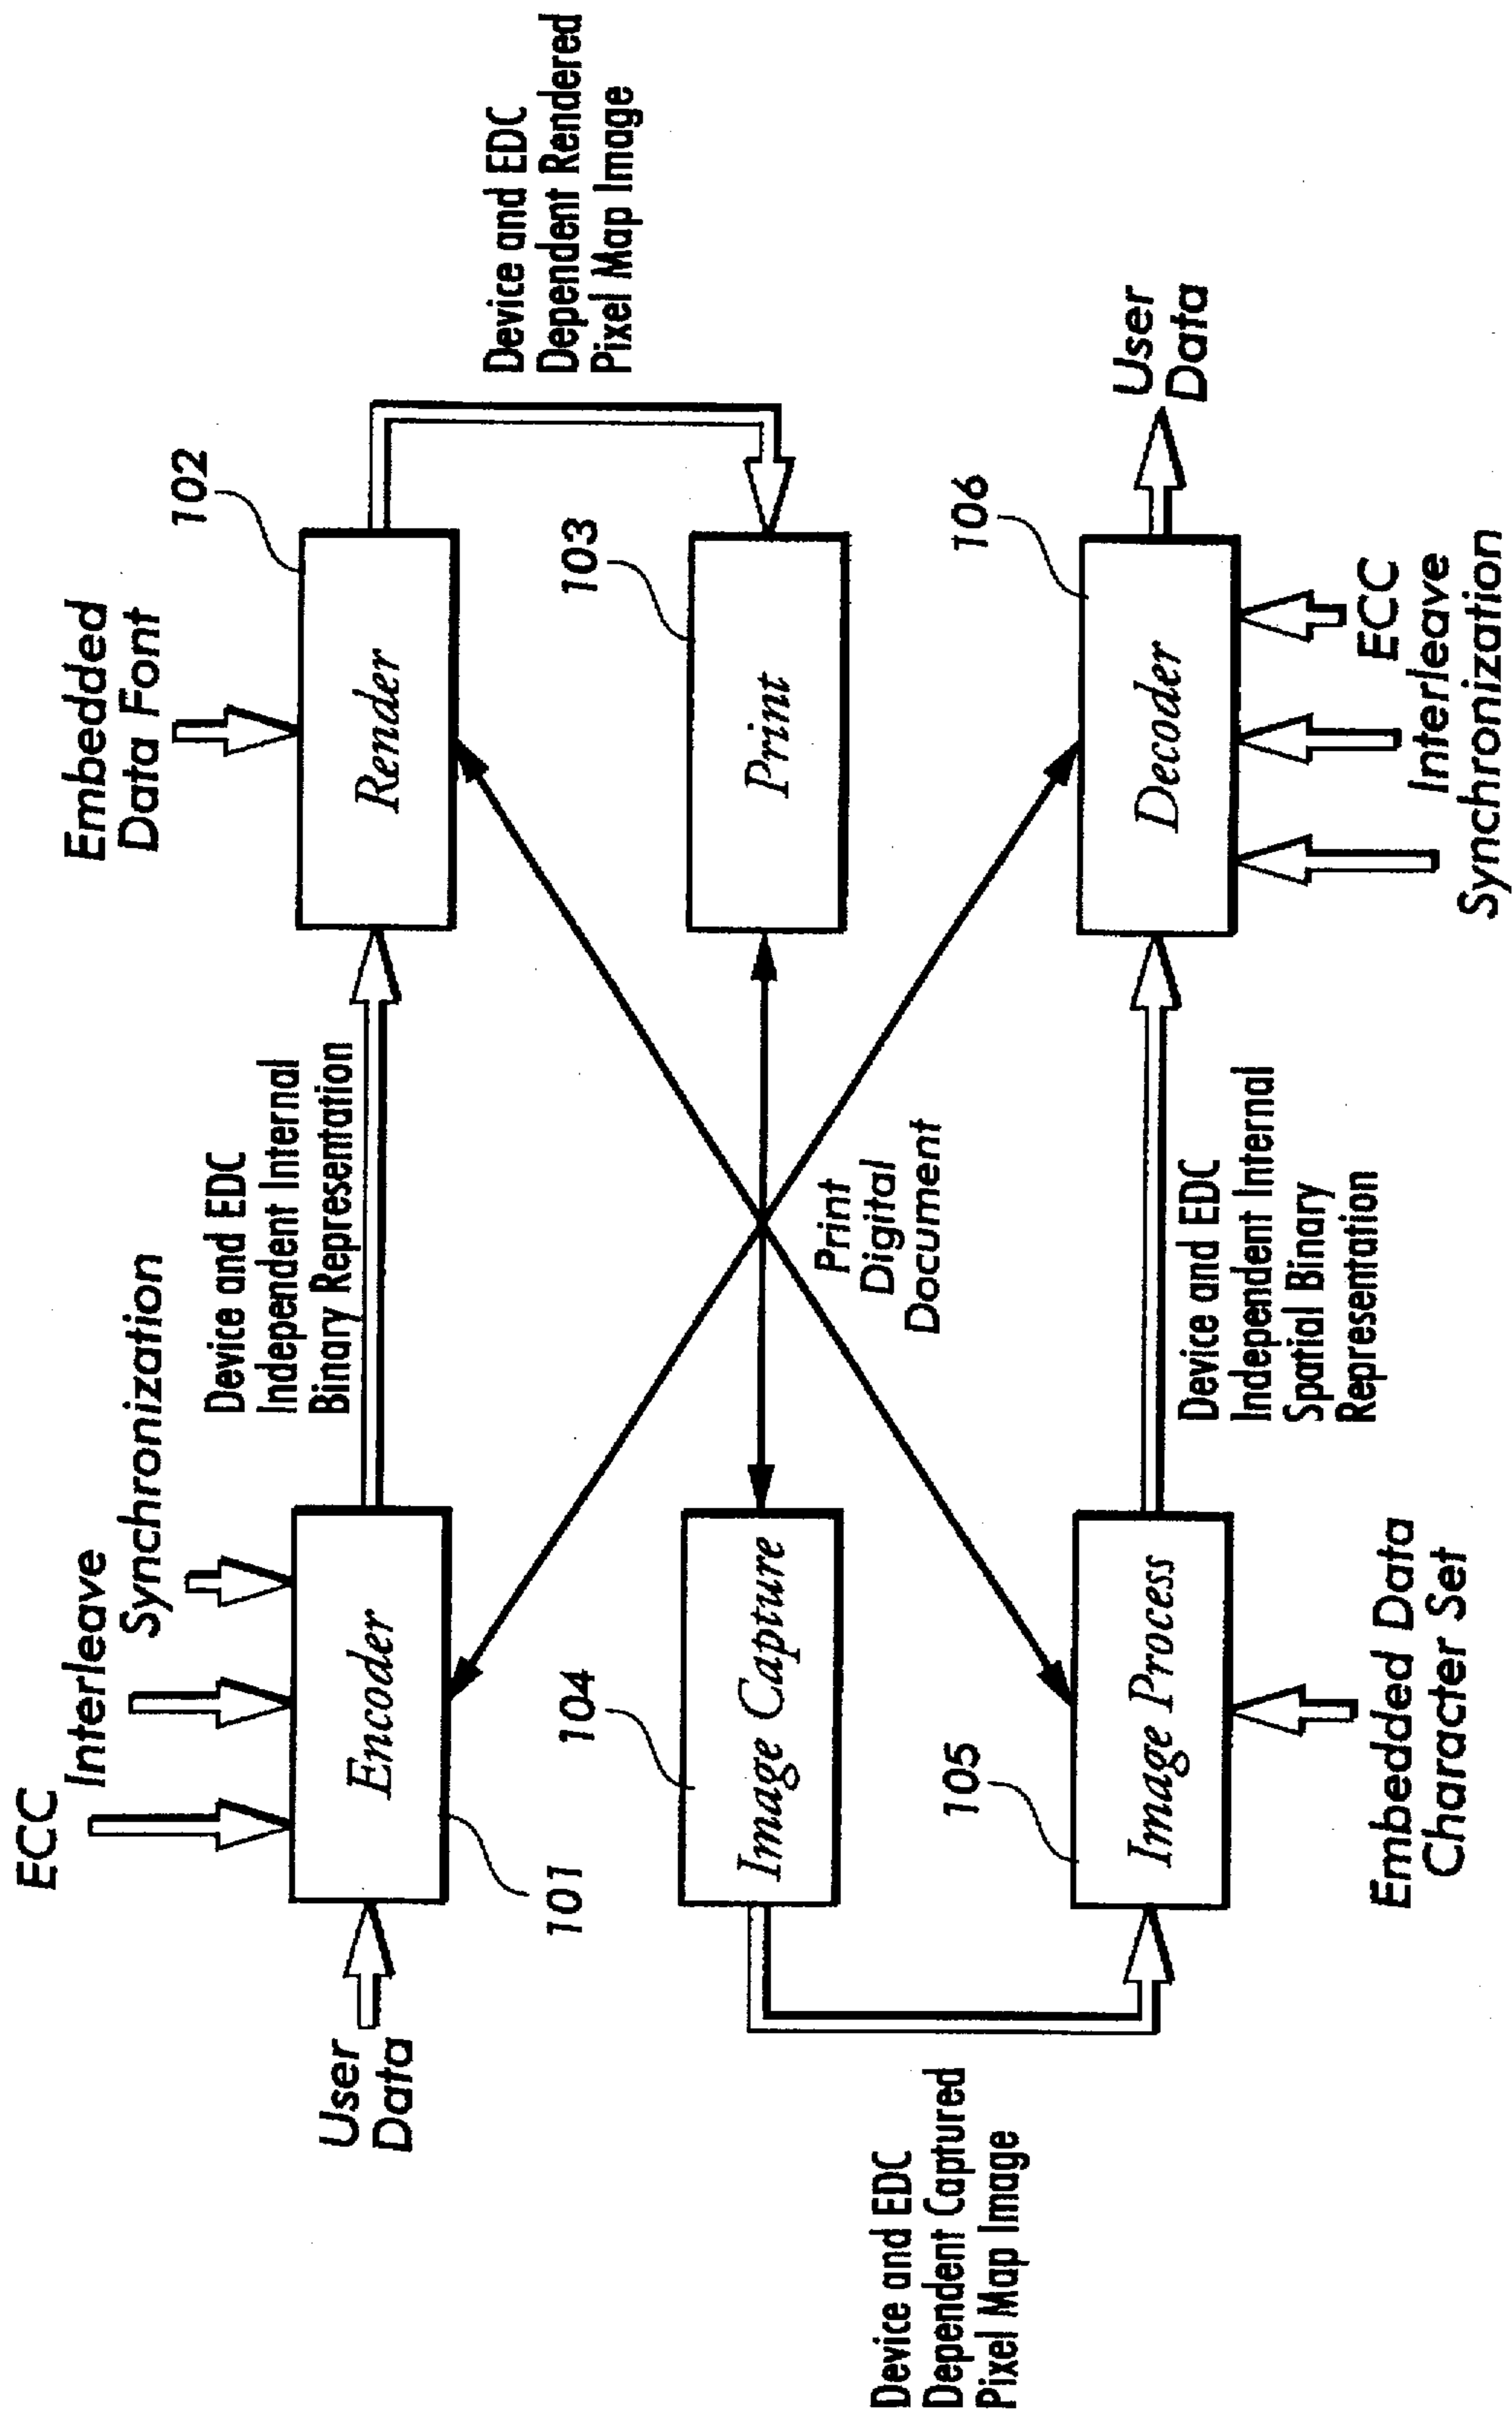 ECC
Interleave
Synchronization
Embedded
Data Font
102
User
Data
Encoder
101
Device and EDC
Independent Internal
Binary Representation
Render
Device and EDC
Dependent Rendered
Pixel Map Image
104
Image Capture
Print
Digital
Document
103
Print
Device and EDC
Dependent Captured
Pixel Map Image
105
Image Process
Device and EDC
Independent Internal
Spatial Binary
Representation
106
Decoder
User
Data
Embedded Data
Character Set
ECC
Interleave
Synchronization